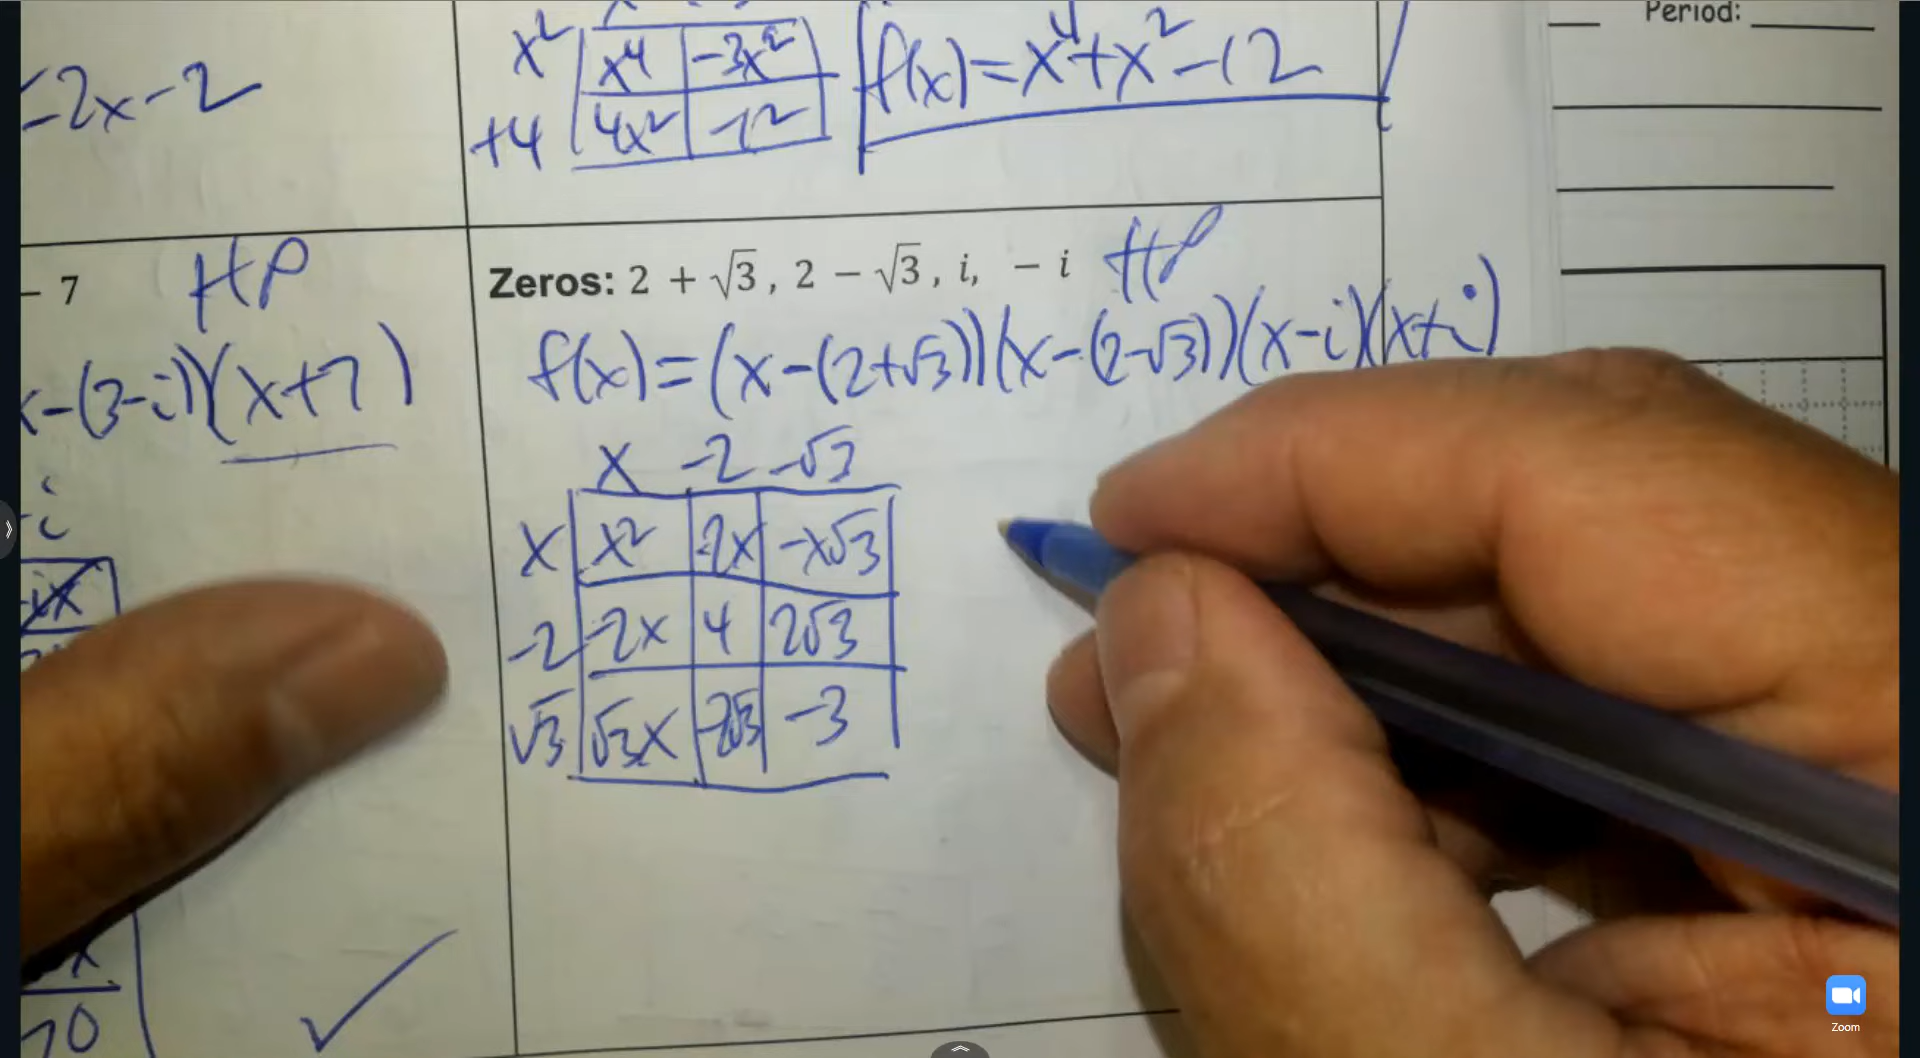 Period:
=2x-2
x² x⁴ -3x²
+4 4x² -12
f(x)=x⁴+x²-12
- 7 HP
x-(3-i))(x+7)
-i
-ix
Zeros: 2 + √3, 2 − √3, i, − i HP
f(x)=(x-(2+√3))(x-(2-√3))(x-i)(x+i)
x -2 -√3
x x² -2x -x√3
-2 -2x 4 2√3
√3 √3x -2√3 -3
x
70
Zoom